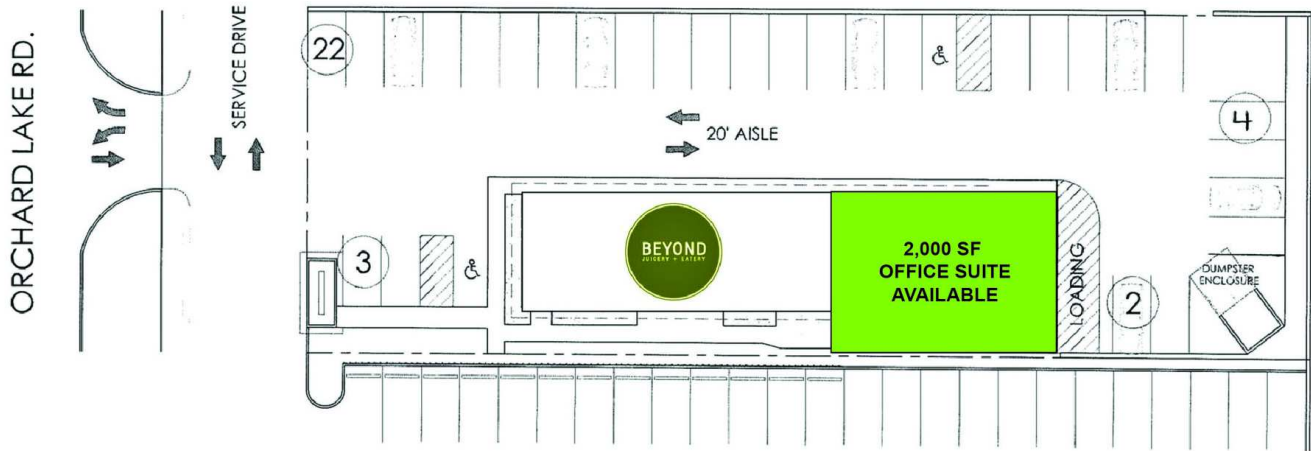 ORCHARD LAKE RD.
SERVICE DRIVE
22
20' AISLE
4
3
BEYOND
JUICERY + EATERY
2,000 SF
OFFICE SUITE
AVAILABLE
LOADING
2
DUMPSTER
ENCLOSURE